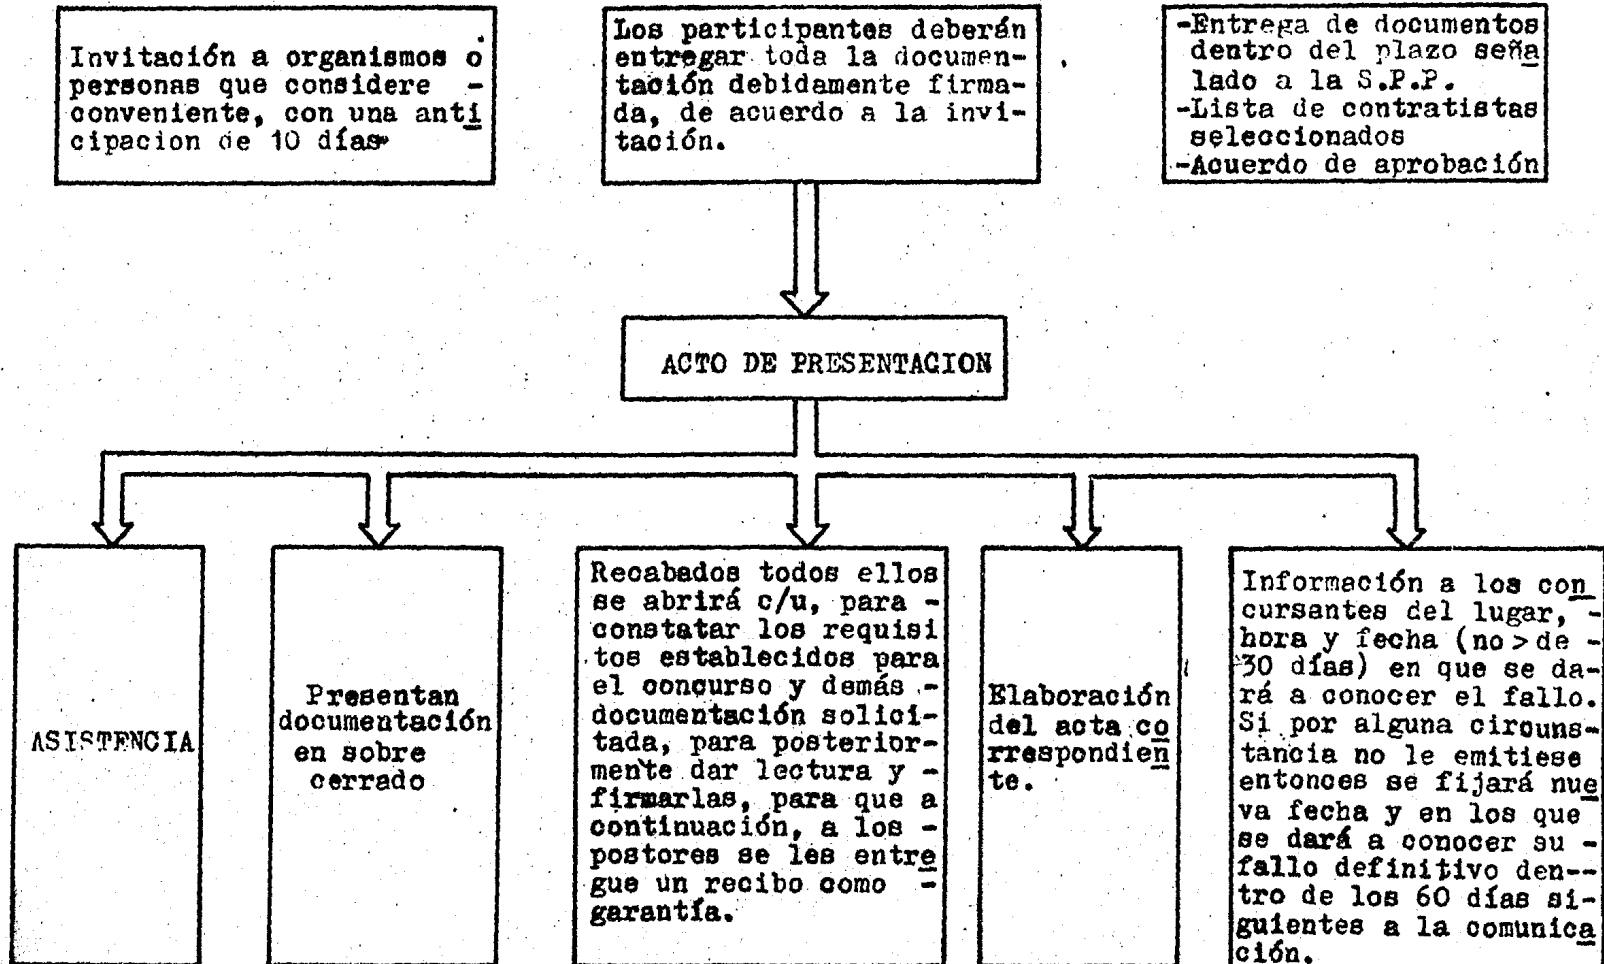 Invitación a organismos ó
personas que considere -
conveniente, con una anti
cipacion de 10 días
Los participantes deberán
entregar toda la documen-
tación debidamente firma-
da, de acuerdo a la invi-
tación.
-Entrega de documentos
dentro del plazo seña
lado a la S.P.P.
-Lista de contratistas
seleccionados
-Acuerdo de aprobación
ACTO DE PRESENTACION
ASISTENCIA
Presentan
documentación
en sobre
cerrado
Recabados todos ellos
se abrirá c/u, para -
constatar los requisi
tos establecidos para
el concurso y demás -
documentación solici-
tada, para posterior-
mente dar lectura y -
firmarlas, para que a
continuación, a los -
postores se les entre
gue un recibo como -
garantía.
Elaboración
del acta co
rrespondien
te.
Información a los con
cursantes del lugar, -
hora y fecha (no > de -
30 días) en que se da-
rá a conocer el fallo.
Si por alguna circuns-
tancia no le emitiese
entonces se fijará nue
va fecha y en los que
se dará a conocer su -
fallo definitivo den--
tro de los 60 días si-
guientes a la comunica
ción.